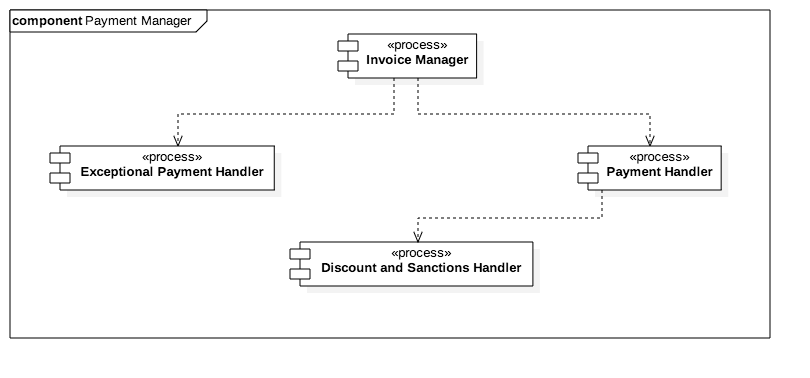 component Payment Manager
«process»
Invoice Manager
«process»
Exceptional Payment Handler
«process»
Payment Handler
«process»
Discount and Sanctions Handler